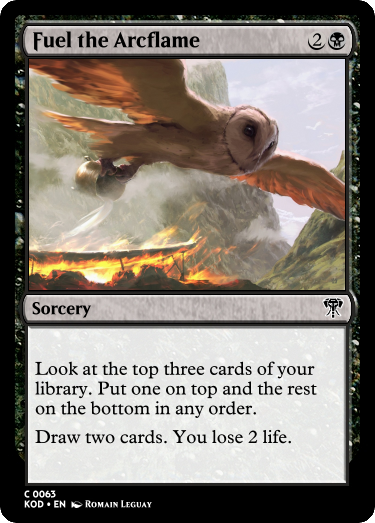 Fuel the Arcflame 2
Sorcery
Look at the top three cards of your
library. Put one on top and the rest
on the bottom in any order.
Draw two cards. You lose 2 life.
C 0063
KOD • EN Romain Leguay